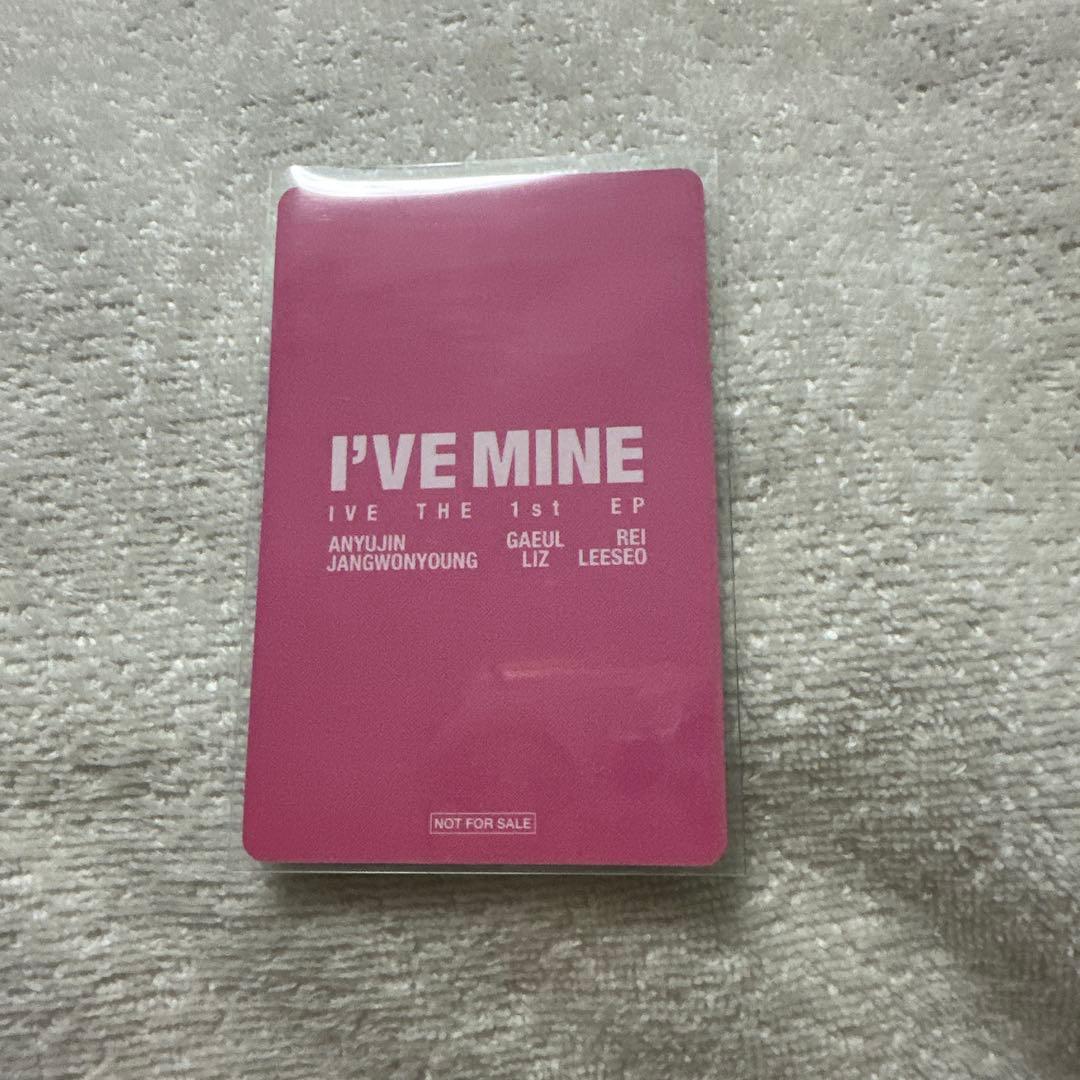 I'VE MINE
IVE THE 1st EP
ANYUJIN GAEUL REI
JANGWONYOUNG LIZ LEESEO
NOT FOR SALE